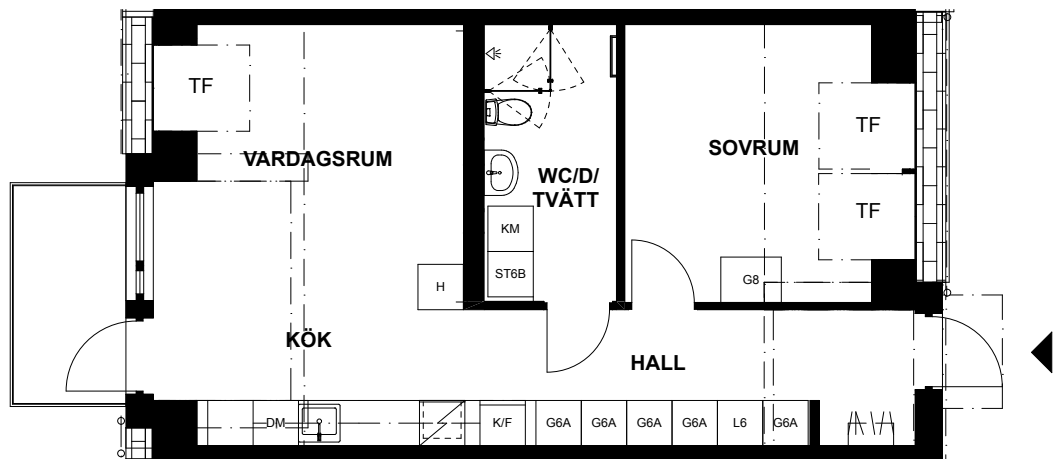 TF
VARDAGSRUM
SOVRUM
TF
WC/D/
TVÄTT
TF
KM
ST6B
H
G8
KÖK
HALL
DM
K/F
G6A
G6A
G6A
G6A
L6
G6A